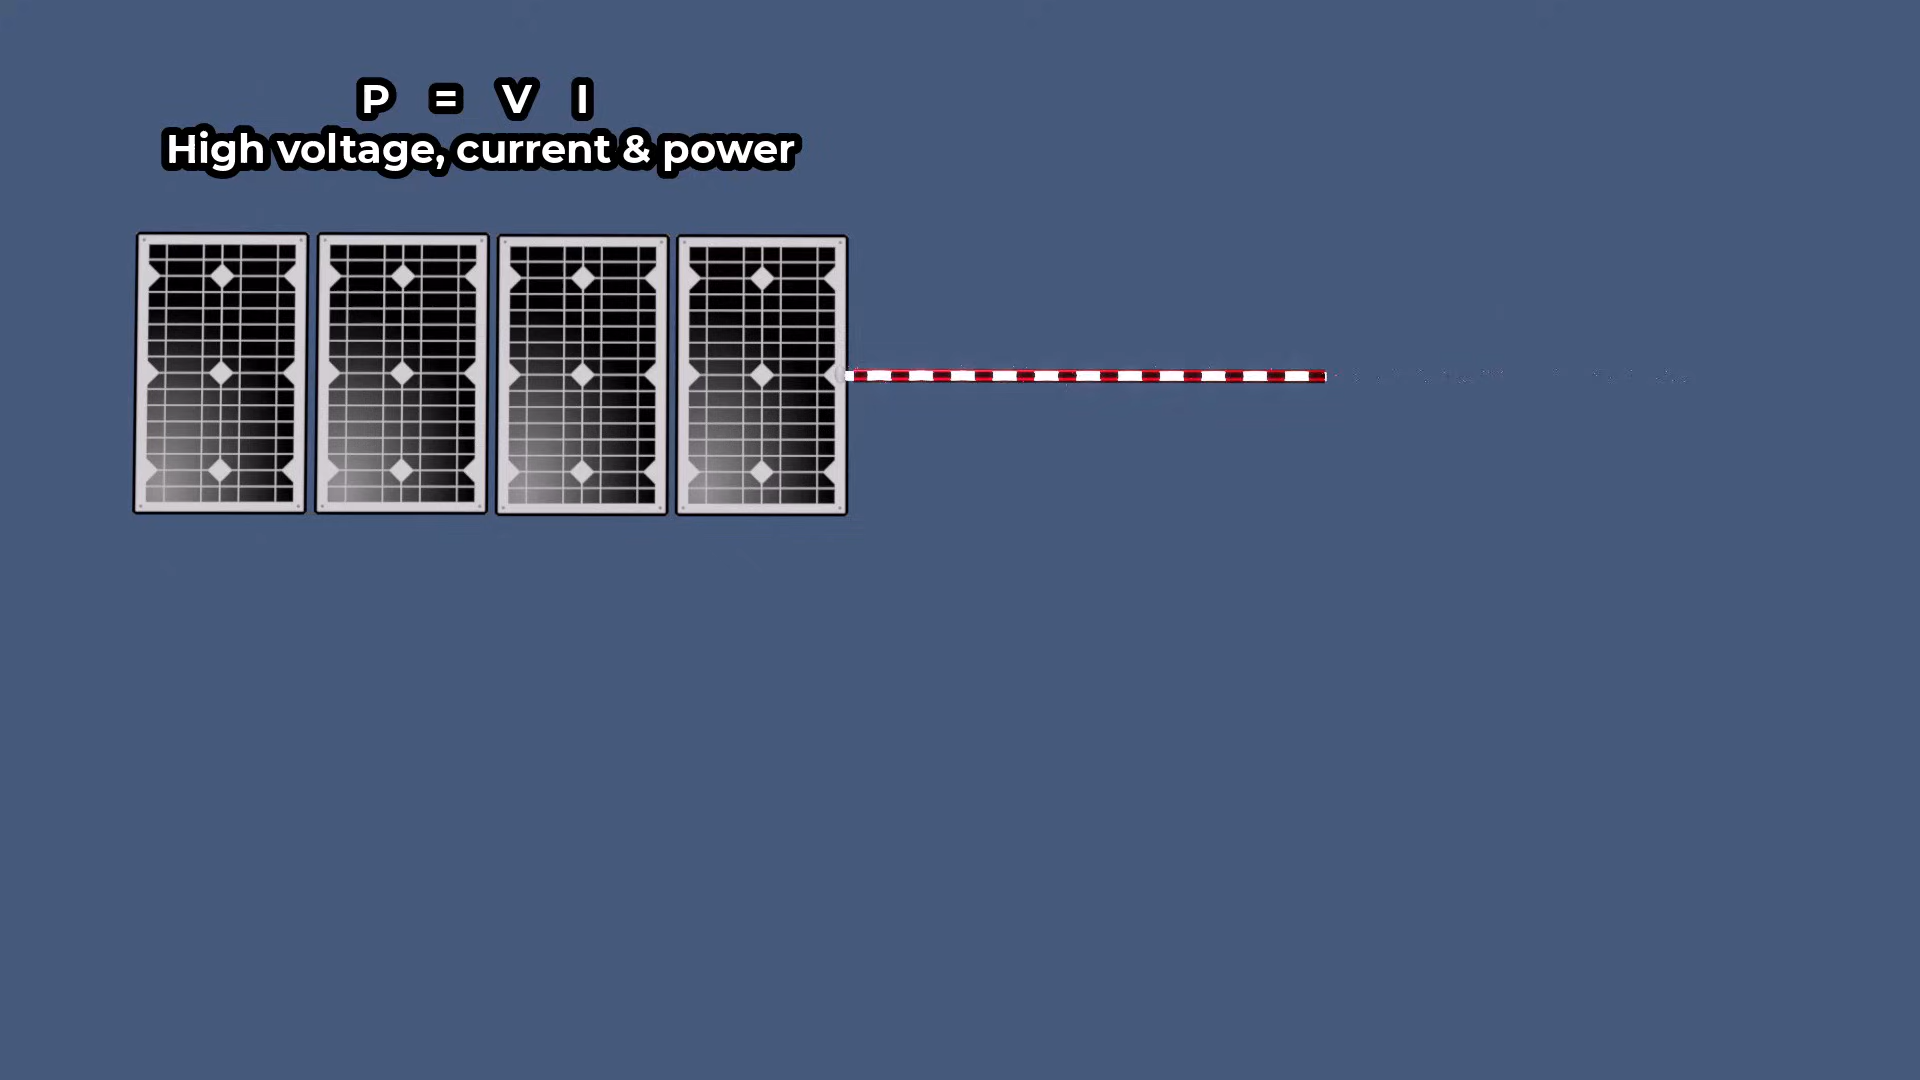 P = V I
High voltage, current & power